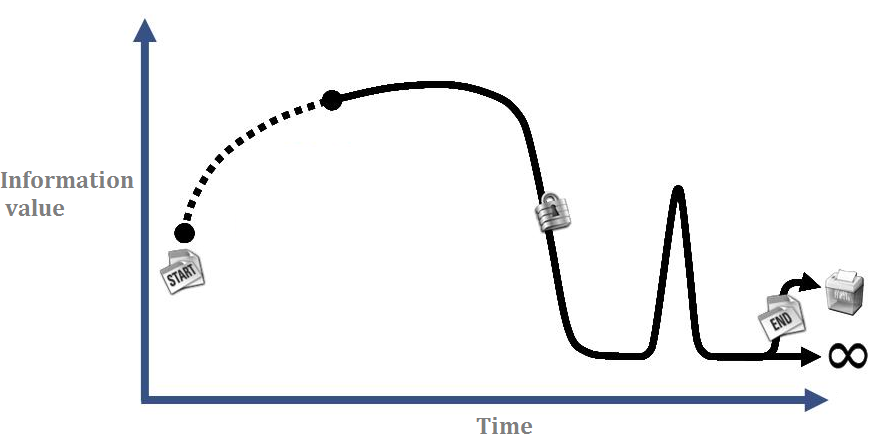 Information
value
START
END
∞
Time